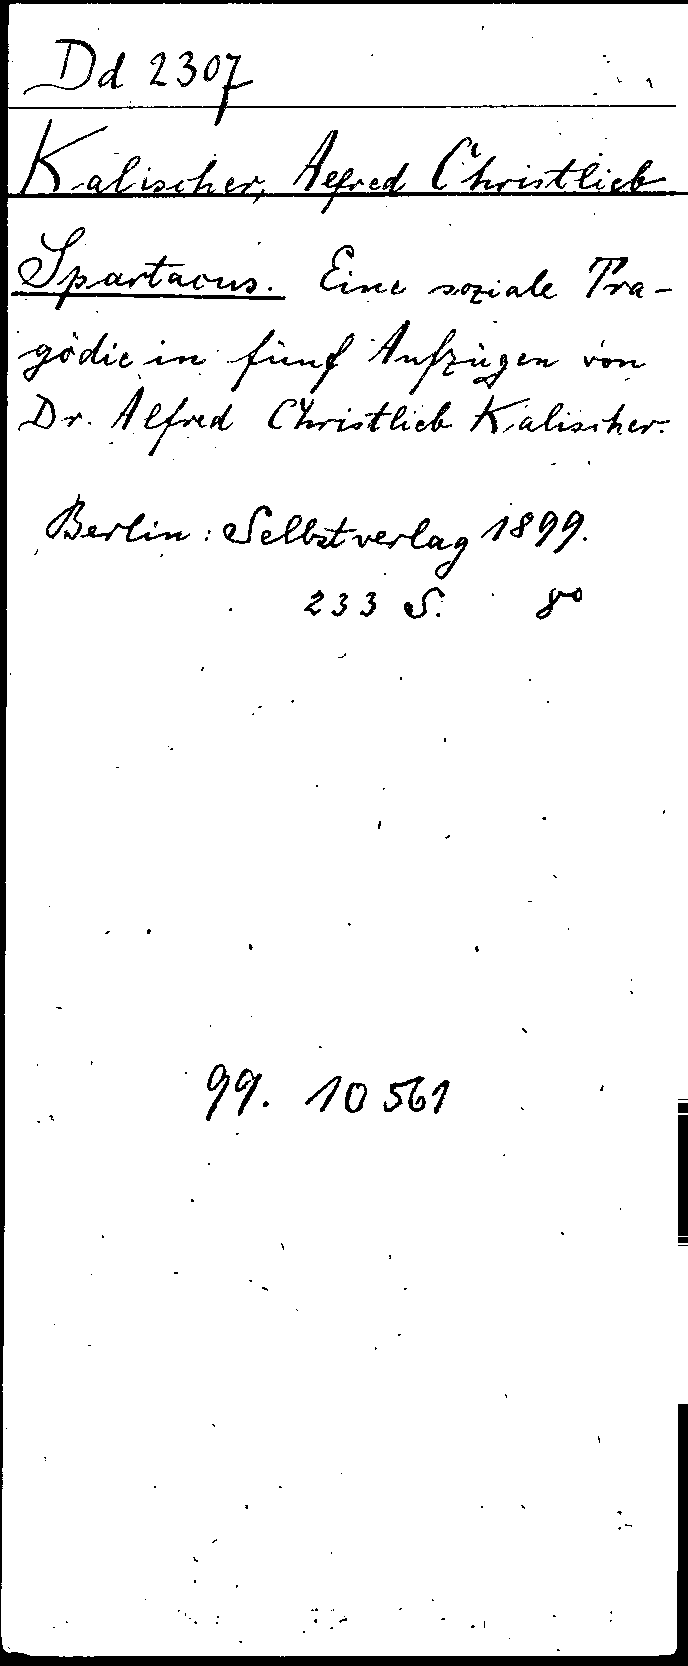 Dd 2307
Kalischer, Alfred Christlieb
Spartacus. Eine soziale Tra-
gödie in fünf Aufzügen von
Dr. Alfred Christlieb Kalischer.
Berlin: Selbstverlag 1899.
233 S. 8°
99. 10561